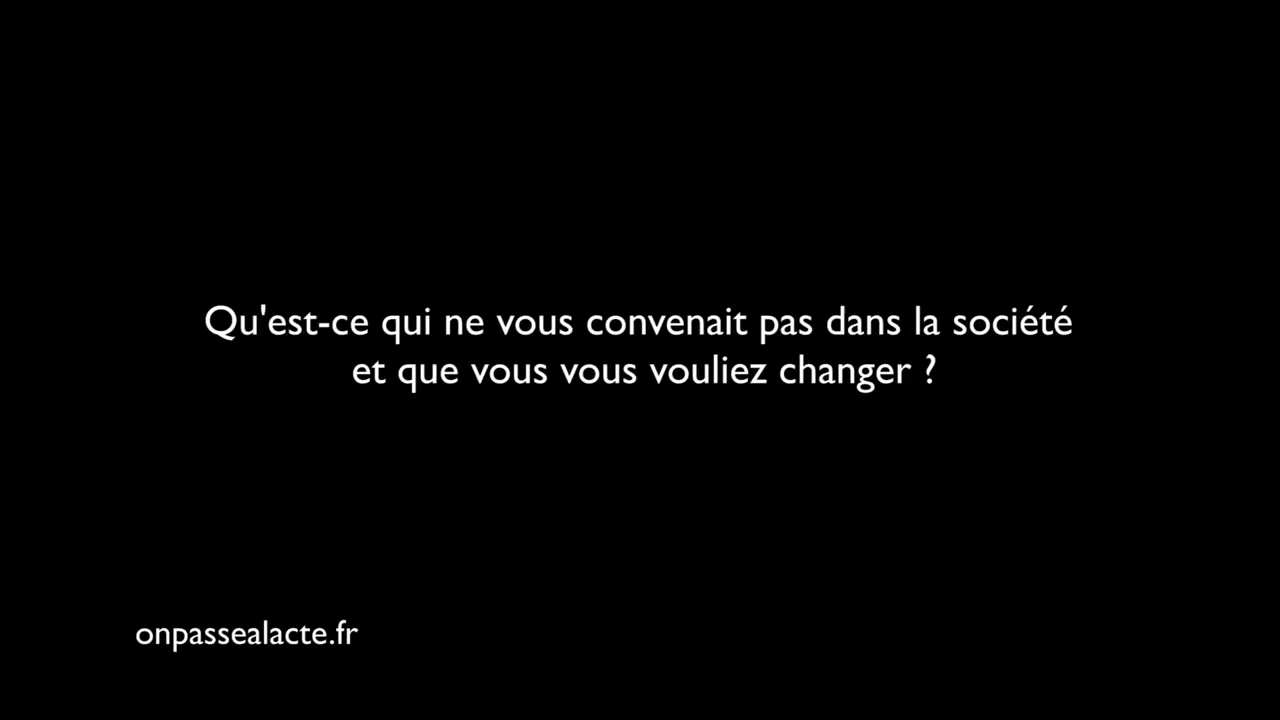 Qu'est-ce qui ne vous convenait pas dans la société
et que vous vous vouliez changer ?
onpassealacte.fr